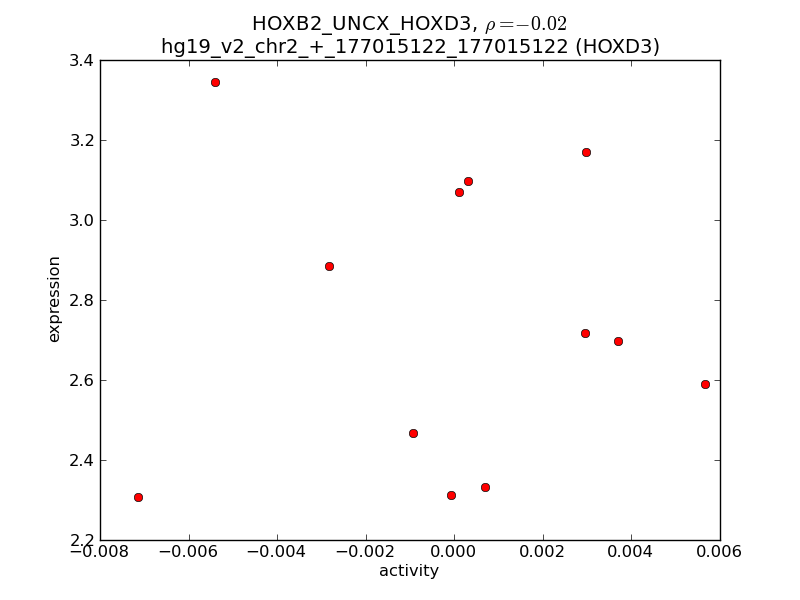 HOXB2_UNCX_HOXD3, ρ=−0.02
hg19_v2_chr2_+_177015122_177015122 (HOXD3)
3.4
3.2
3.0
2.8
2.6
2.4
2.2
expression
−0.008 −0.006 −0.004 −0.002 0.000 0.002 0.004 0.006
activity